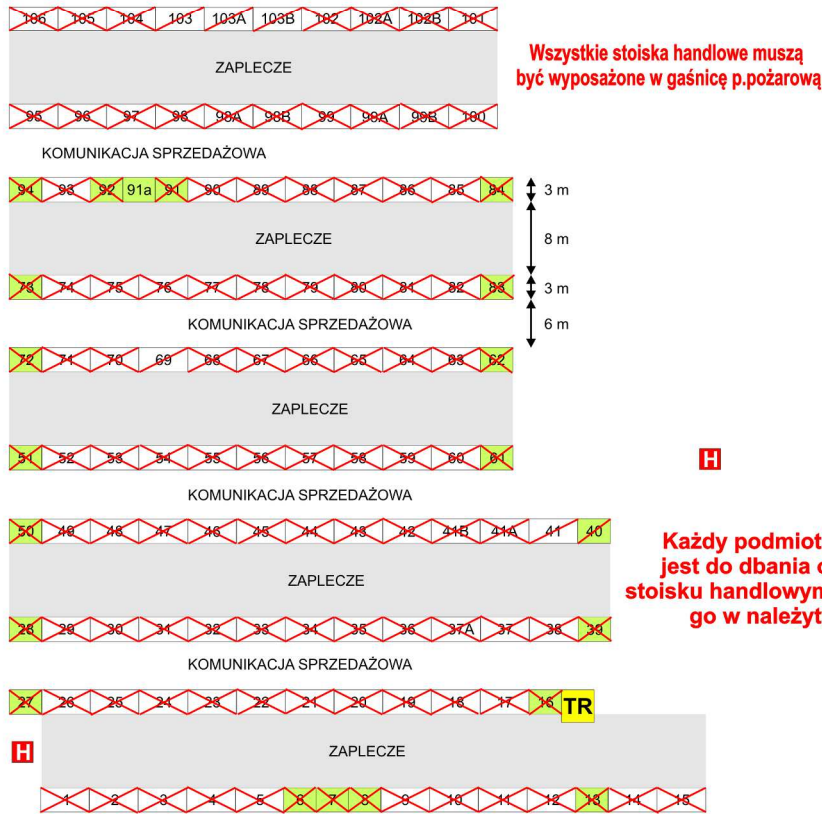 106 105 104 103 103A 103B 102 102A 102B 101
ZAPLECZE
Wszystkie stoiska handlowe muszą
być wyposażone w gaśnicę p.pożarową
95 96 97 98 98A 98B 99 99A 99B 100
KOMUNIKACJA SPRZEDAŻOWA
94 93 92 91a 91 90 89 88 87 86 85 84
3 m
ZAPLECZE
8 m
73 74 75 76 77 78 79 80 81 82 83
3 m
KOMUNIKACJA SPRZEDAŻOWA
6 m
72 71 70 69 68 67 66 65 64 63 62
ZAPLECZE
51 52 53 54 55 56 57 58 59 60 61
H
KOMUNIKACJA SPRZEDAŻOWA
50 49 48 47 46 45 44 43 42 41B 41A 41 40
ZAPLECZE
Każdy podmiot
jest do dbania
stoisku handlowy
go w należyt
28 29 30 31 32 33 34 35 36 37A 37 38 39
KOMUNIKACJA SPRZEDAŻOWA
27 26 25 24 23 22 21 20 19 18 17 16 TR
H
ZAPLECZE
1 2 3 4 5 6 7 8 9 10 11 12 13 14 15